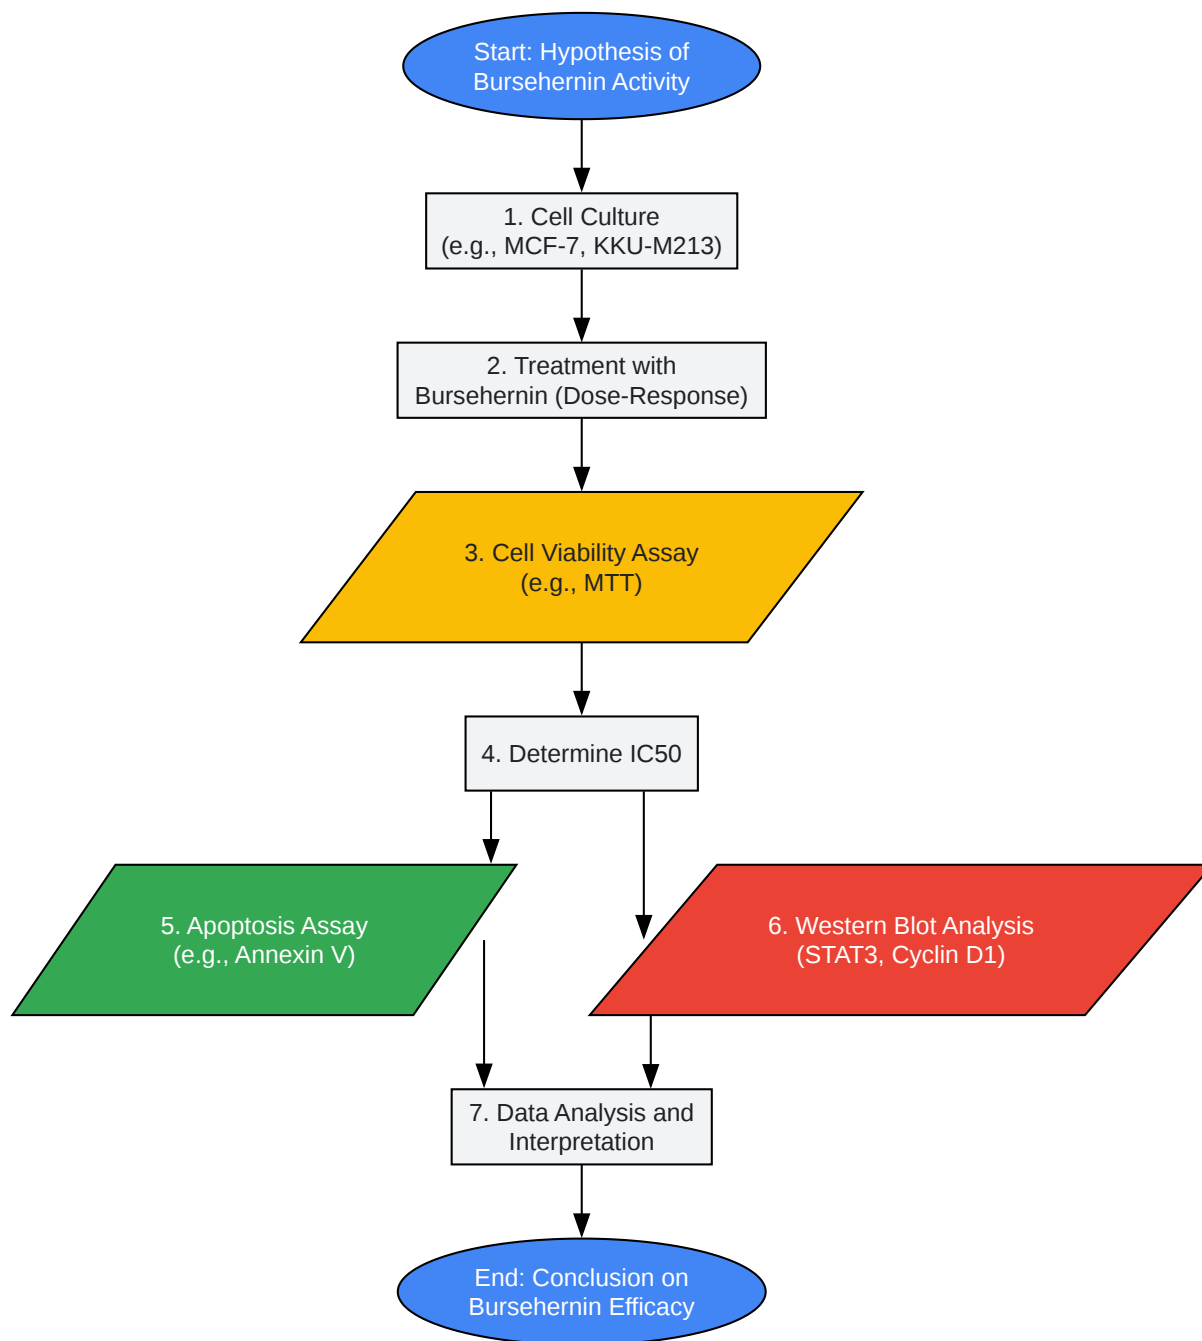 Start: Hypothesis of
Bursehernin Activity
1. Cell Culture
(e.g., MCF-7, KKU-M213)
2. Treatment with
Bursehernin (Dose-Response)
3. Cell Viability Assay
(e.g., MTT)
4. Determine IC50
5. Apoptosis Assay
(e.g., Annexin V)
6. Western Blot Analysis
(STAT3, Cyclin D1)
7. Data Analysis and
Interpretation
End: Conclusion on
Bursehernin Efficacy